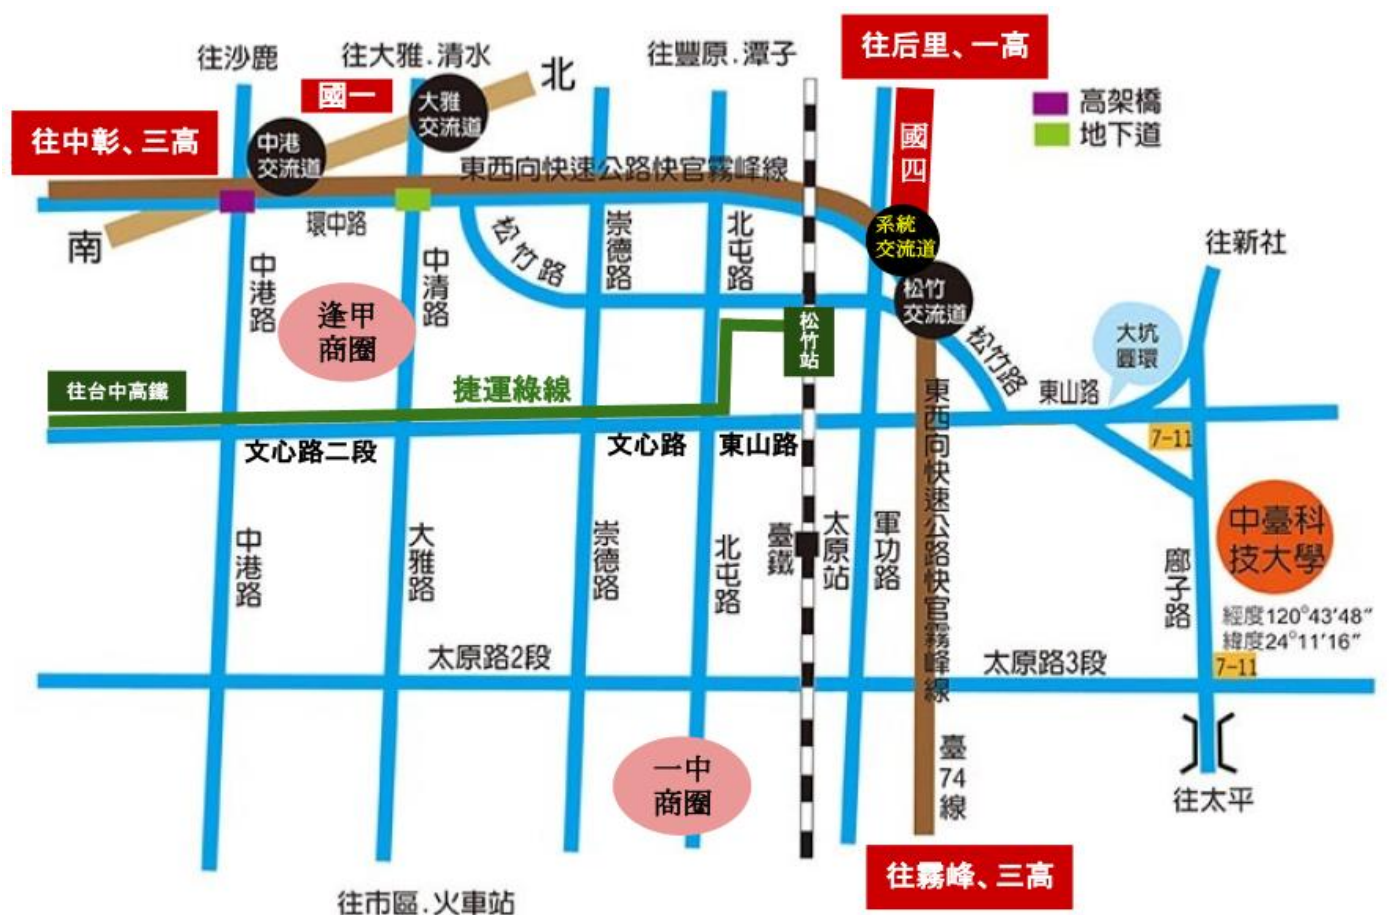 往沙鹿
往大雅.清水
北
往豐原.潭子
往后里、一高
國一
大雅
交流道
高架橋
地下道
往中彰、三高
中港
交流道
國四
東西向快速公路快官霧峰線
南
環中路
松竹路
崇德路
北屯路
系統
交流道
往新社
中港路
中清路
松竹
交流道
逢甲
商圈
松竹站
松竹路
大坑
圓環
往台中高鐵
捷運綠線
東山路
東西向快速公路快官霧峰線
文心路二段
文心路
東山路
7-11
中港路
大雅路
崇德路
北屯路
臺鐵
太原站
軍功路
廍子路
中臺科
技大學
經度120°43'48"
緯度24°11'16"
太原路2段
太原路3段
7-11
一中
商圈
臺74線
往太平
往霧峰、三高
往市區.火車站